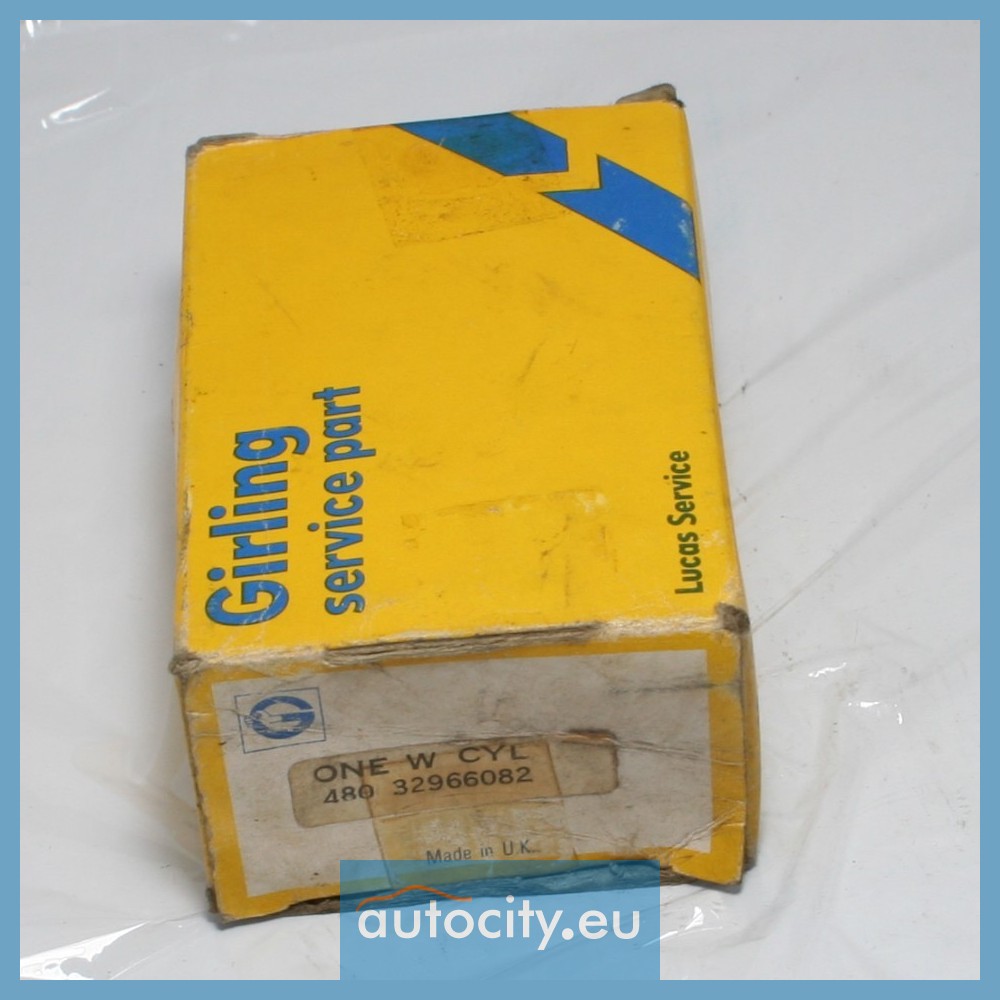 Girling
service part
Lucas Service
G
ONE W CYL
480 32966082
Made in U.K.
autocity.eu